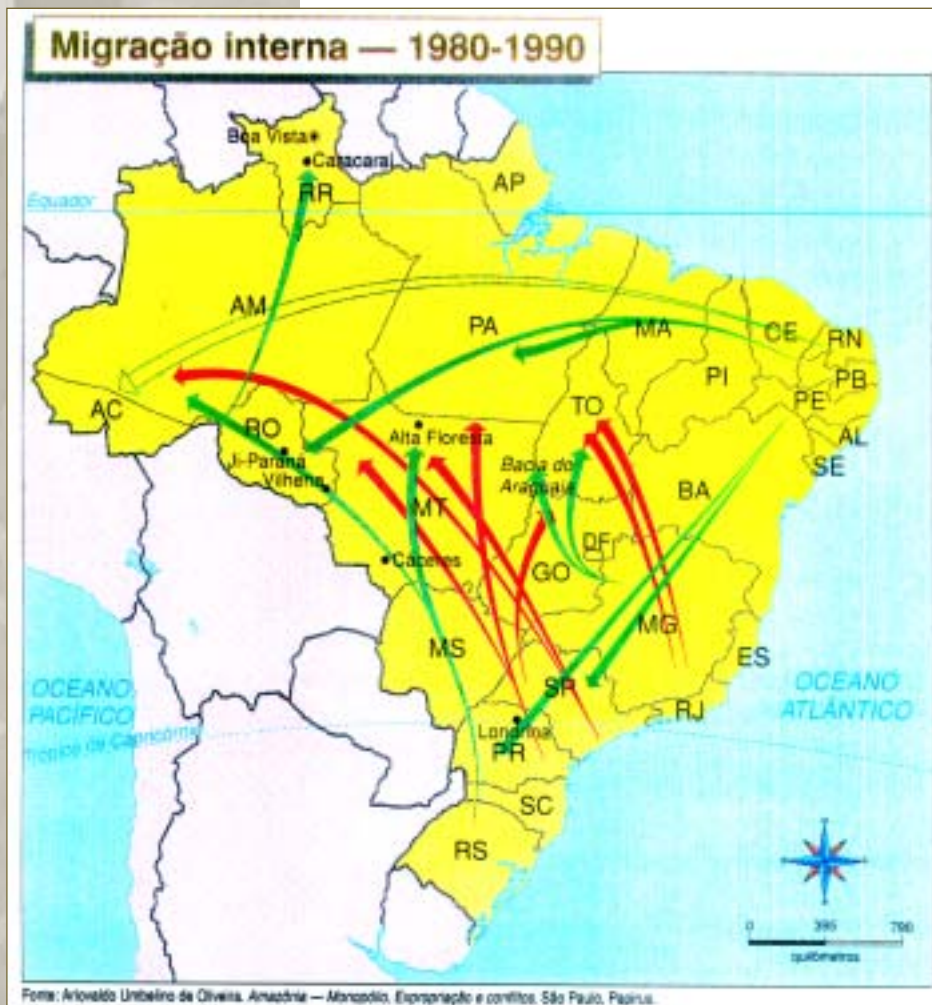 Migração interna — 1980-1990
Boa Vista
Caracaraí
RR
AP
Equador
AM
PA
MA
CE
RN
PB
PI
PE
AL
SE
AC
RO
Ji-Paraná
Vilhena
Alta Floresta
TO
Bacia do
Araguaia
BA
MT
DF
GO
Cáceres
MG
MS
ES
SP
RJ
OCEANO
PACÍFICO
OCEANO
ATLÂNTICO
Trópico de Capricórnio
Londrina
PR
SC
RS
0 395 790
quilômetros
Fonte: Ariovaldo Umbelino de Oliveira. Amazônia — Monopólio, Expropriação e conflitos. São Paulo, Papirus.